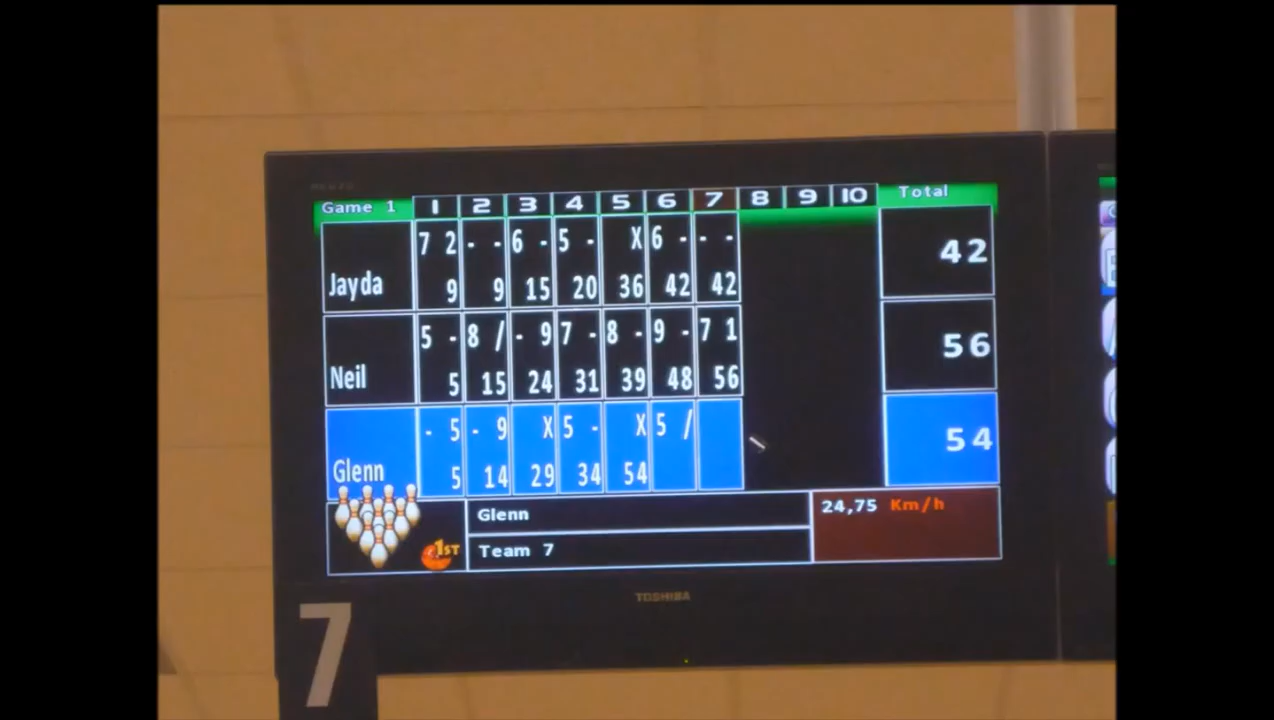 Game 1 1 2 3 4 5 6 7 8 9 10 Total
7 2 - - 6 - 5 - X 6 - - -
Jayda 9 9 15 20 36 42 42 42
5 - 8 / - 9 7 - 8 - 9 - 7 1
Neil 5 15 24 31 39 48 56 56
- 5 - 9 X 5 - X 5 /
Glenn 5 14 29 34 54 54
1ST
Glenn
Team 7
24,75 Km/h
TOSHIBA
7